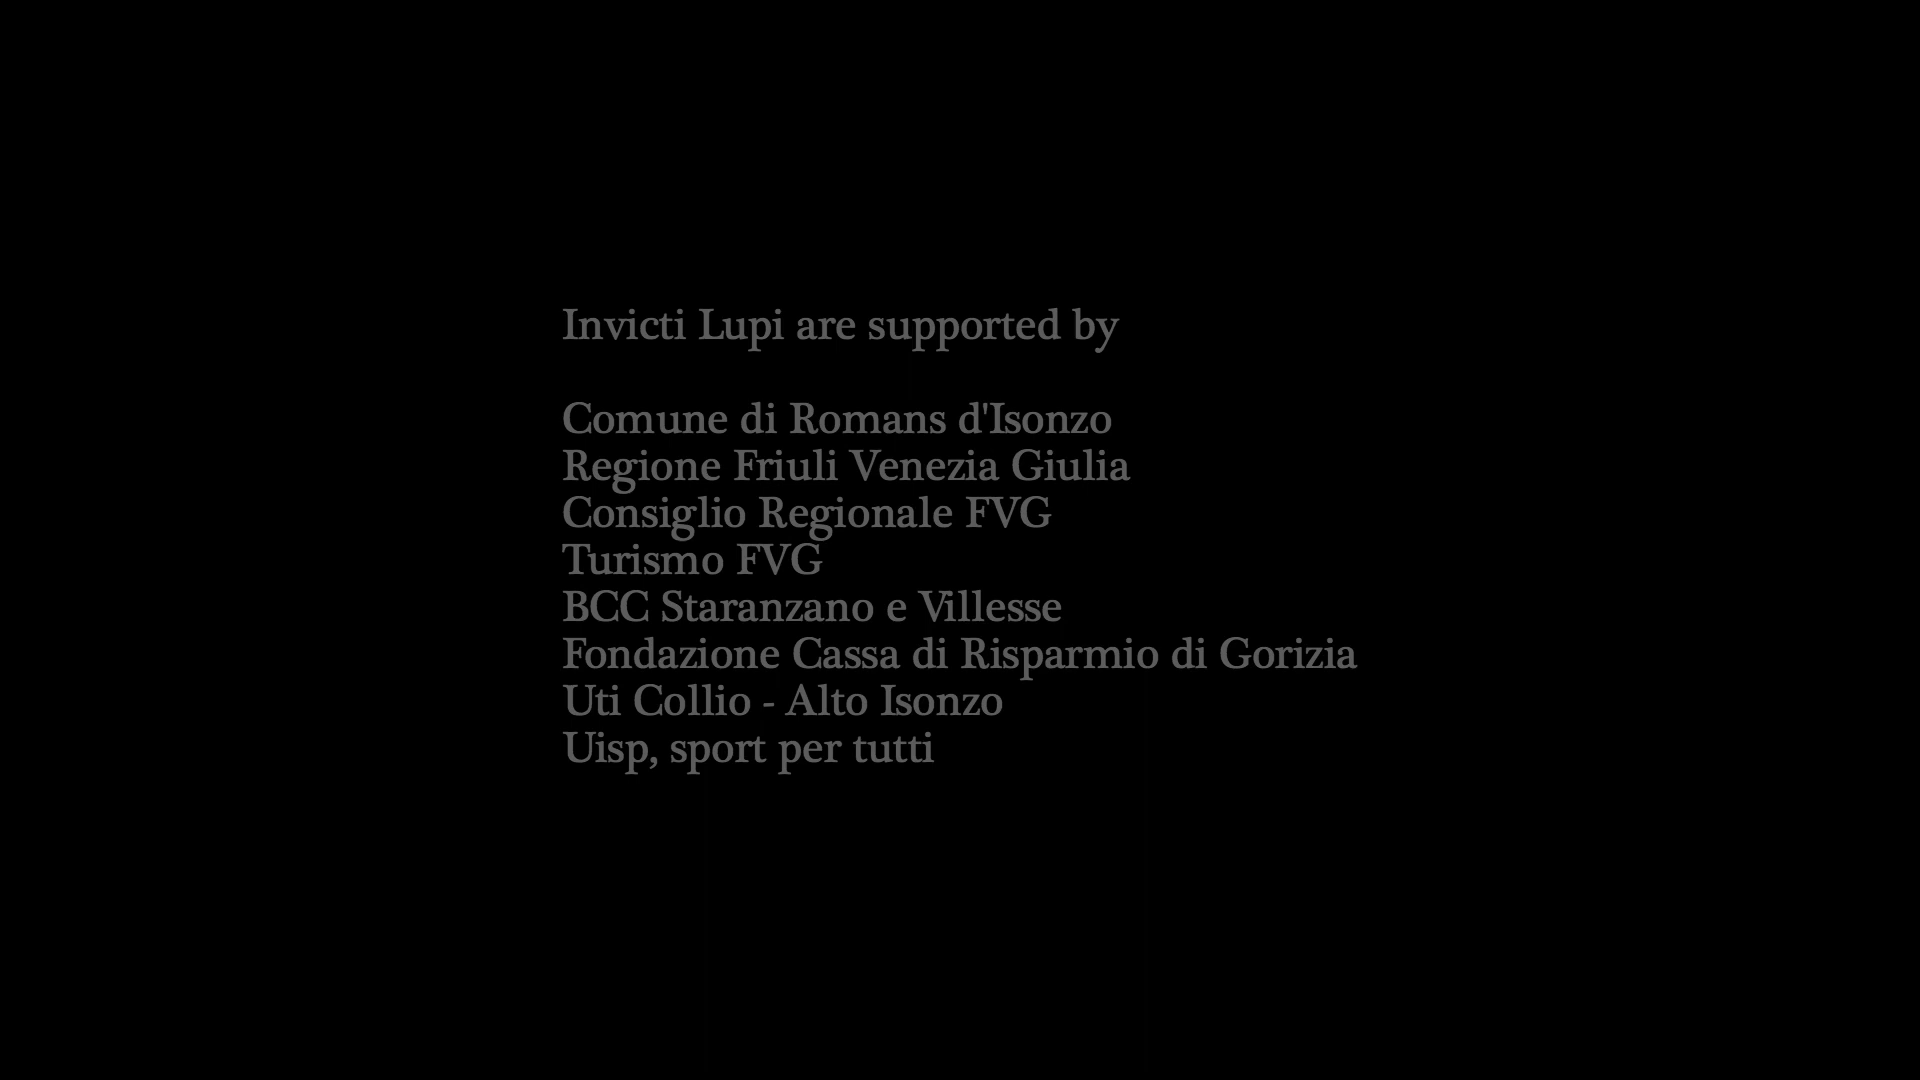 Invicti Lupi are supported by
Comune di Romans d'Isonzo
Regione Friuli Venezia Giulia
Consiglio Regionale FVG
Turismo FVG
BCC Staranzano e Villesse
Fondazione Cassa di Risparmio di Gorizia
Uti Collio - Alto Isonzo
Uisp, sport per tutti